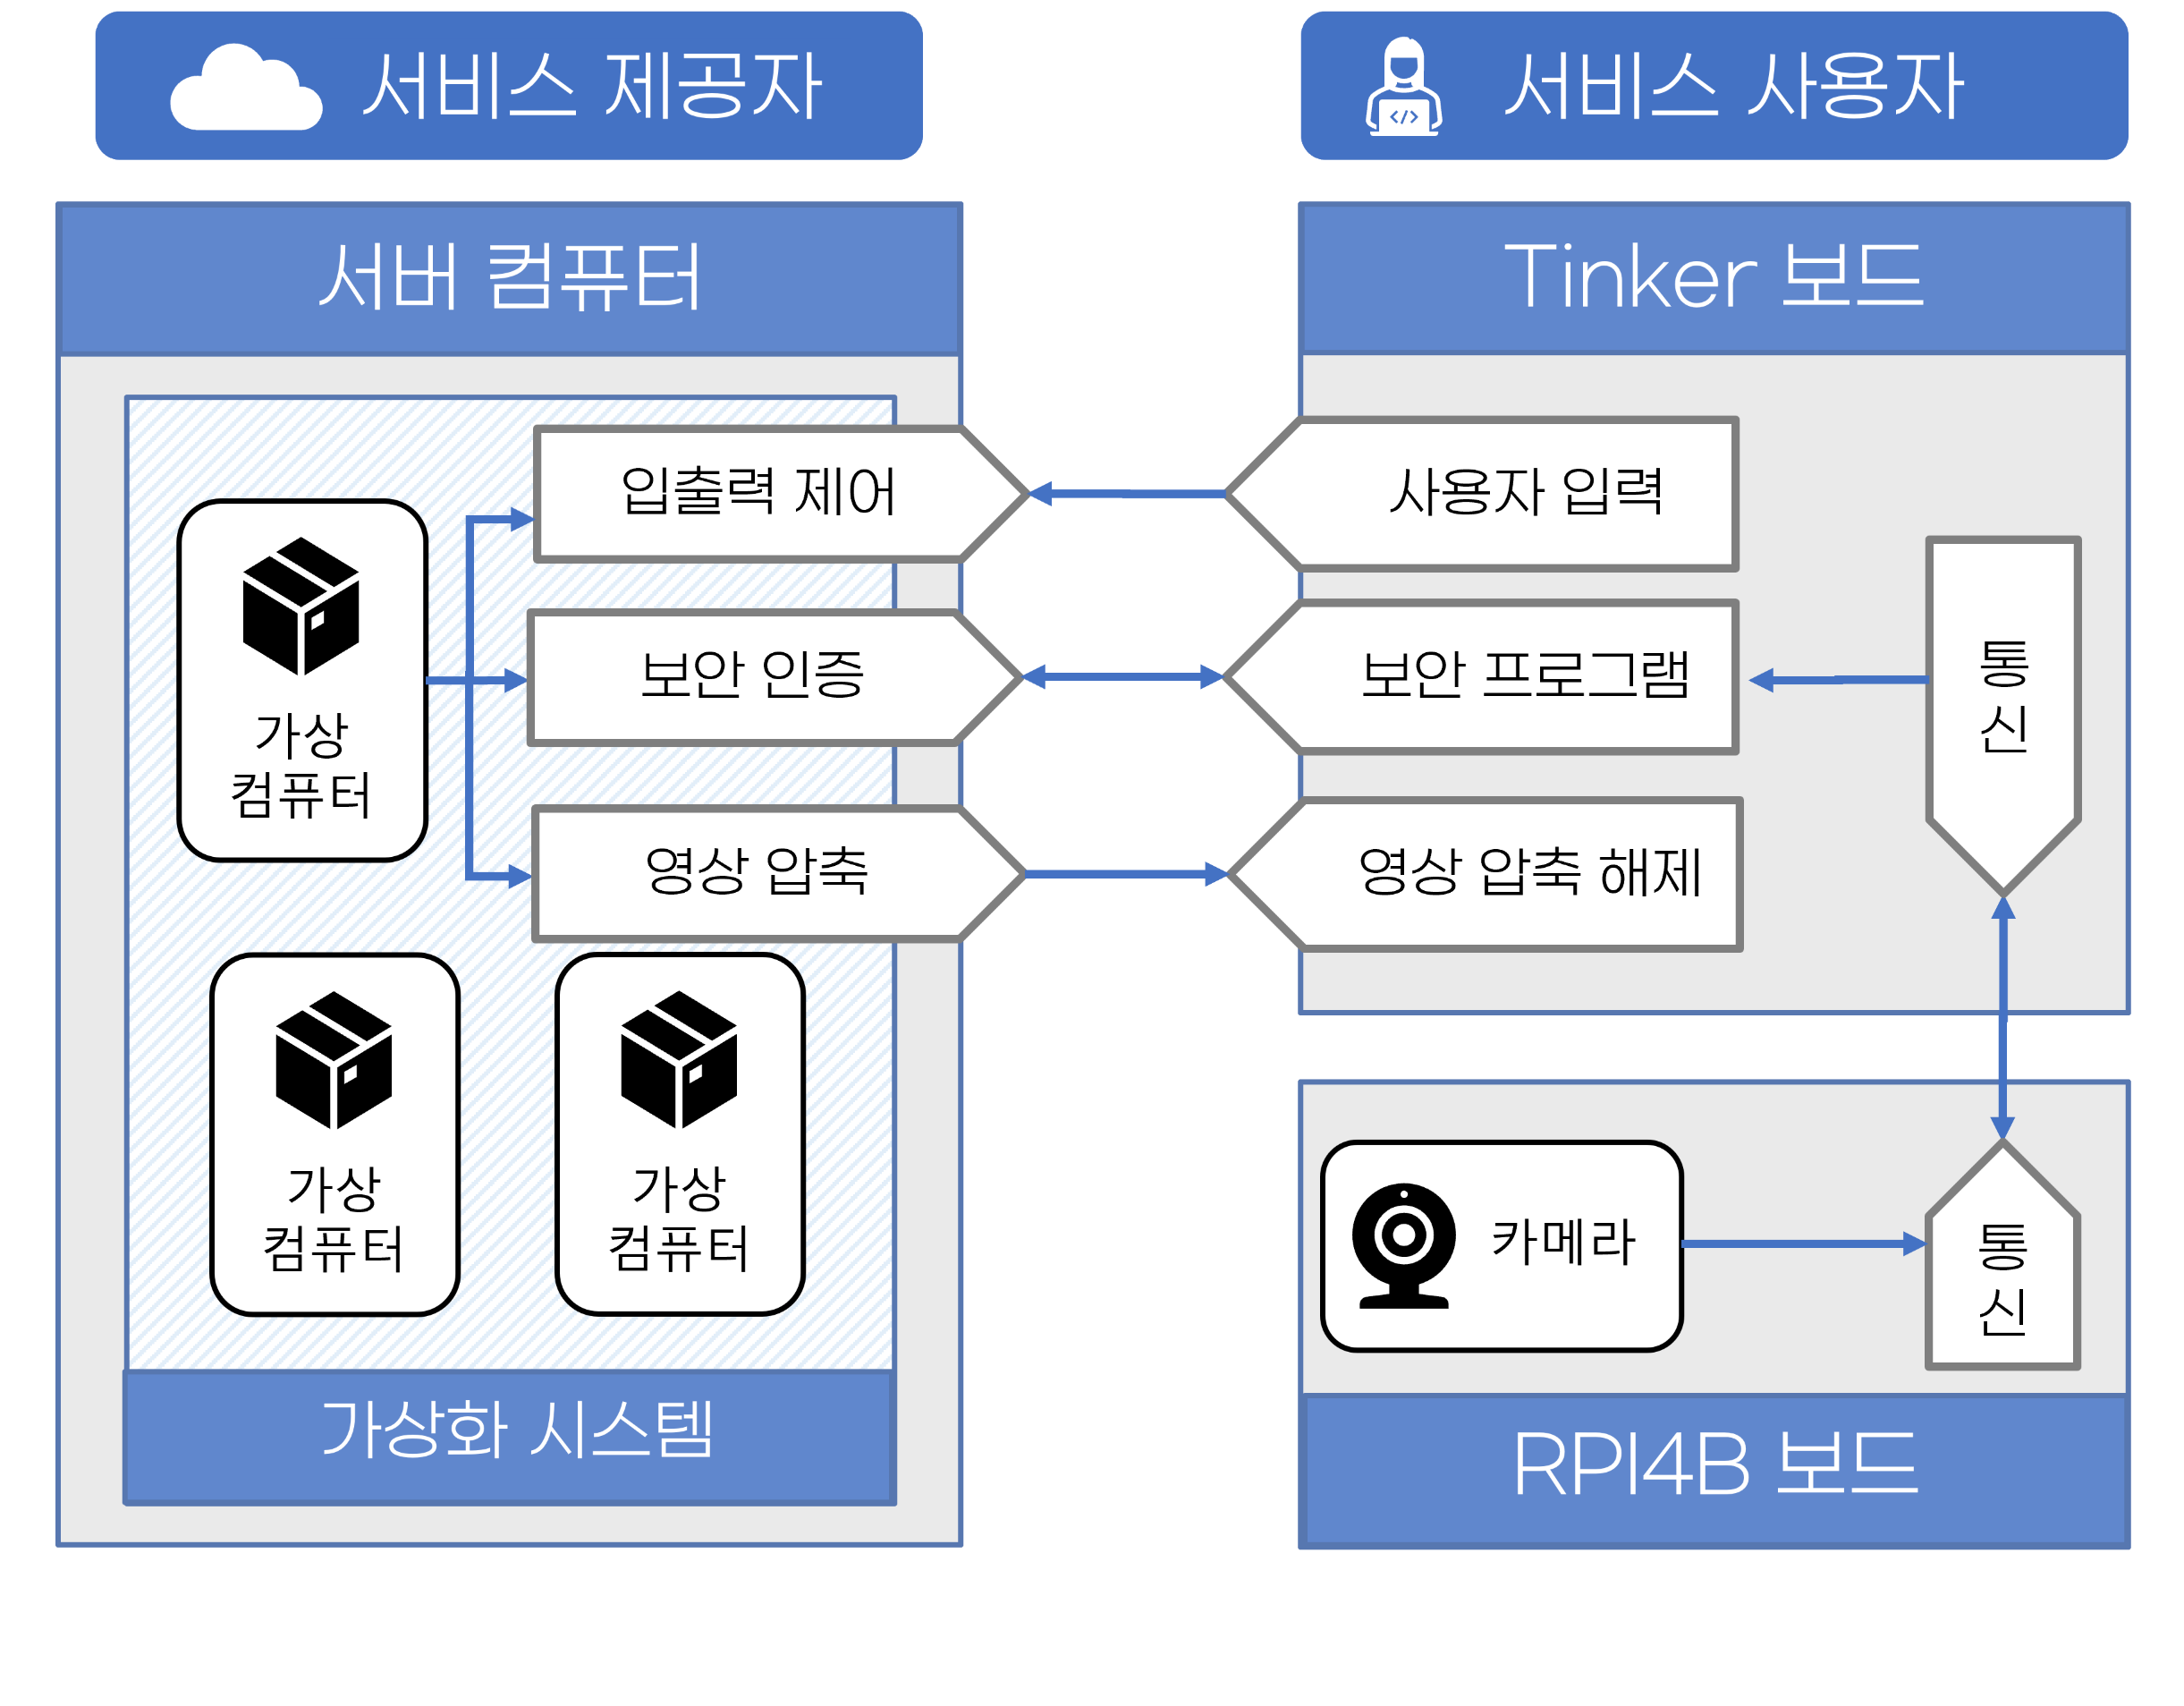 서비스 제공자
서비스 사용자
서버 컴퓨터
Tinker 보드
입출력 제어
사용자 입력
가상
컴퓨터
보안 인증
보안 프로그램
통
신
영상 압축
영상 압축 해제
가상
컴퓨터
가상
컴퓨터
카메라
통
신
가상화 시스템
RPI4B 보드